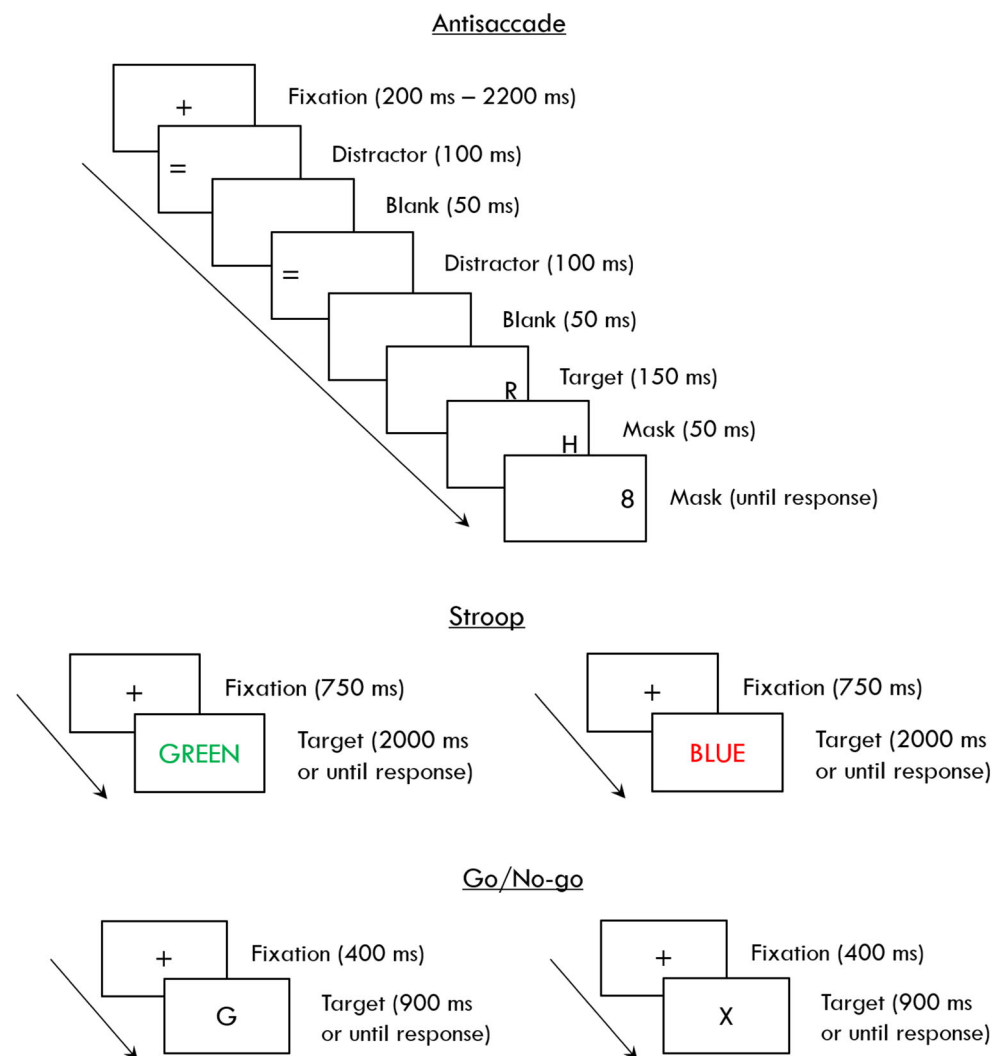 Antisaccade
+
Fixation (200 ms – 2200 ms)
=
Distractor (100 ms)
Blank (50 ms)
=
Distractor (100 ms)
Blank (50 ms)
R
Target (150 ms)
H
Mask (50 ms)
8
Mask (until response)
Stroop
+
Fixation (750 ms)
GREEN
Target (2000 ms
or until response)
+
Fixation (750 ms)
BLUE
Target (2000 ms
or until response)
Go/No-go
+
Fixation (400 ms)
G
Target (900 ms
or until response)
+
Fixation (400 ms)
X
Target (900 ms
or until response)